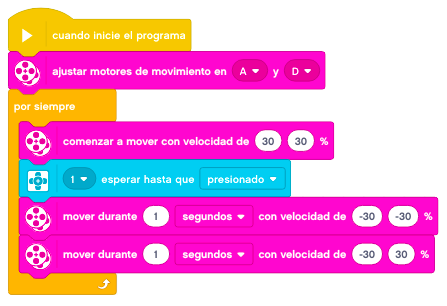 cuando inicie el programa
ajustar motores de movimiento en A y D
por siempre
comenzar a mover con velocidad de 30 30 %
1 esperar hasta que presionado
mover durante 1 segundos con velocidad de -30 -30 %
mover durante 1 segundos con velocidad de -30 30 %